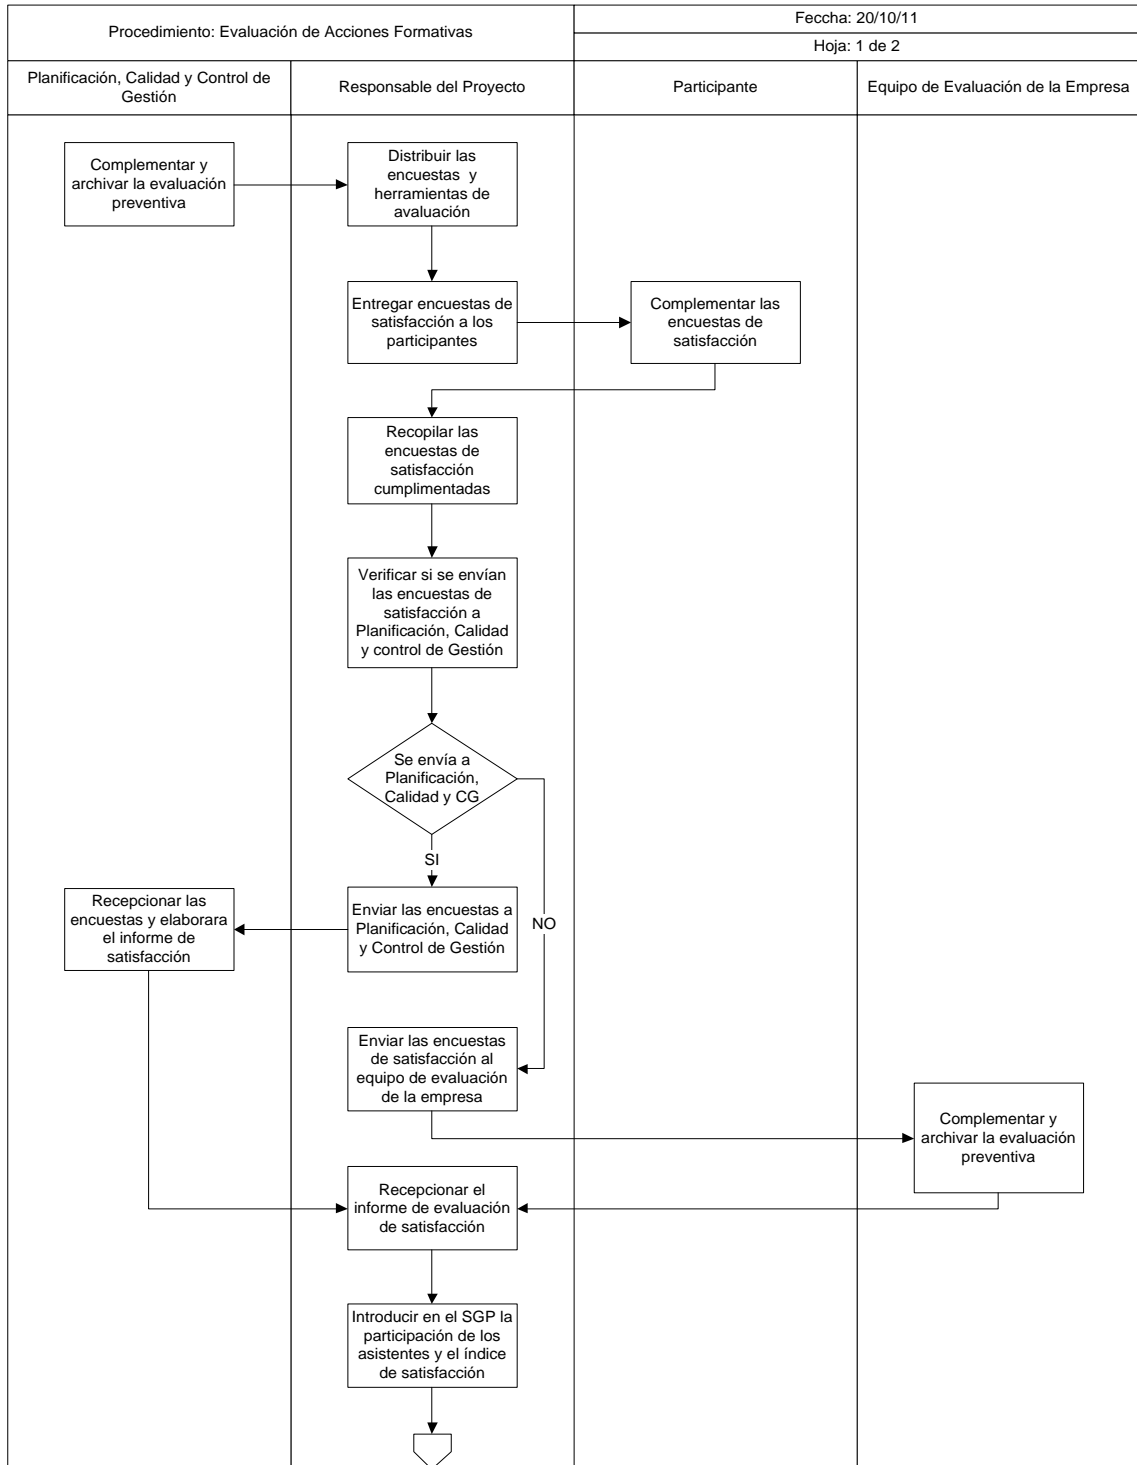 Procedimiento: Evaluación de Acciones Formativas
Feccha: 20/10/11
Hoja: 1 de 2
Planificación, Calidad y Control de
Gestión
Responsable del Proyecto
Participante
Equipo de Evaluación de la Empresa
Complementar y
archivar la evaluación
preventiva
Distribuir las
encuestas y
herramientas de
avaluación
Entregar encuestas de
satisfacción a los
participantes
Complementar las
encuestas de
satisfacción
Recopilar las
encuestas de
satisfacción
cumplimentadas
Verificar si se envían
las encuestas de
satisfacción a
Planificación, Calidad
y control de Gestión
Se envía a
Planificación,
Calidad y CG
SI
NO
Recepcionar las
encuestas y elaborara
el informe de
satisfacción
Enviar las encuestas a
Planificación, Calidad
y Control de Gestión
Enviar las encuestas
de satisfacción al
equipo de evaluación
de la empresa
Complementar y
archivar la evaluación
preventiva
Recepcionar el
informe de evaluación
de satisfacción
Introducir en el SGP la
participación de los
asistentes y el índice
de satisfacción